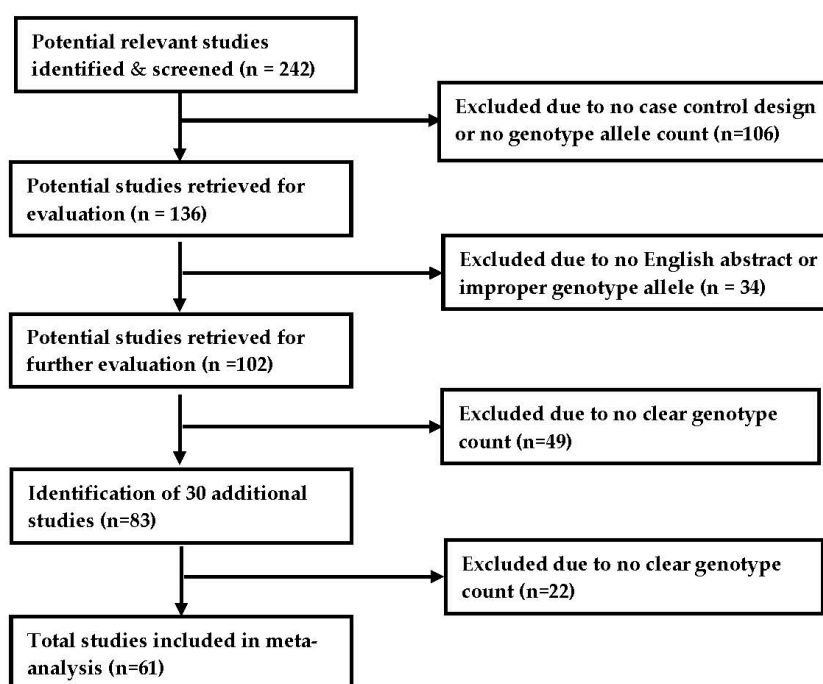 Potential relevant studies
identified & screened (n = 242)
Excluded due to no case control design
or no genotype allele count (n=106)
Potential studies retrieved for
evaluation (n = 136)
Excluded due to no English abstract or
improper genotype allele (n = 34)
Potential studies retrieved for
further evaluation (n =102)
Excluded due to no clear genotype
count (n=49)
Identification of 30 additional
studies (n=83)
Excluded due to no clear genotype
count (n=22)
Total studies included in meta-
analysis (n=61)